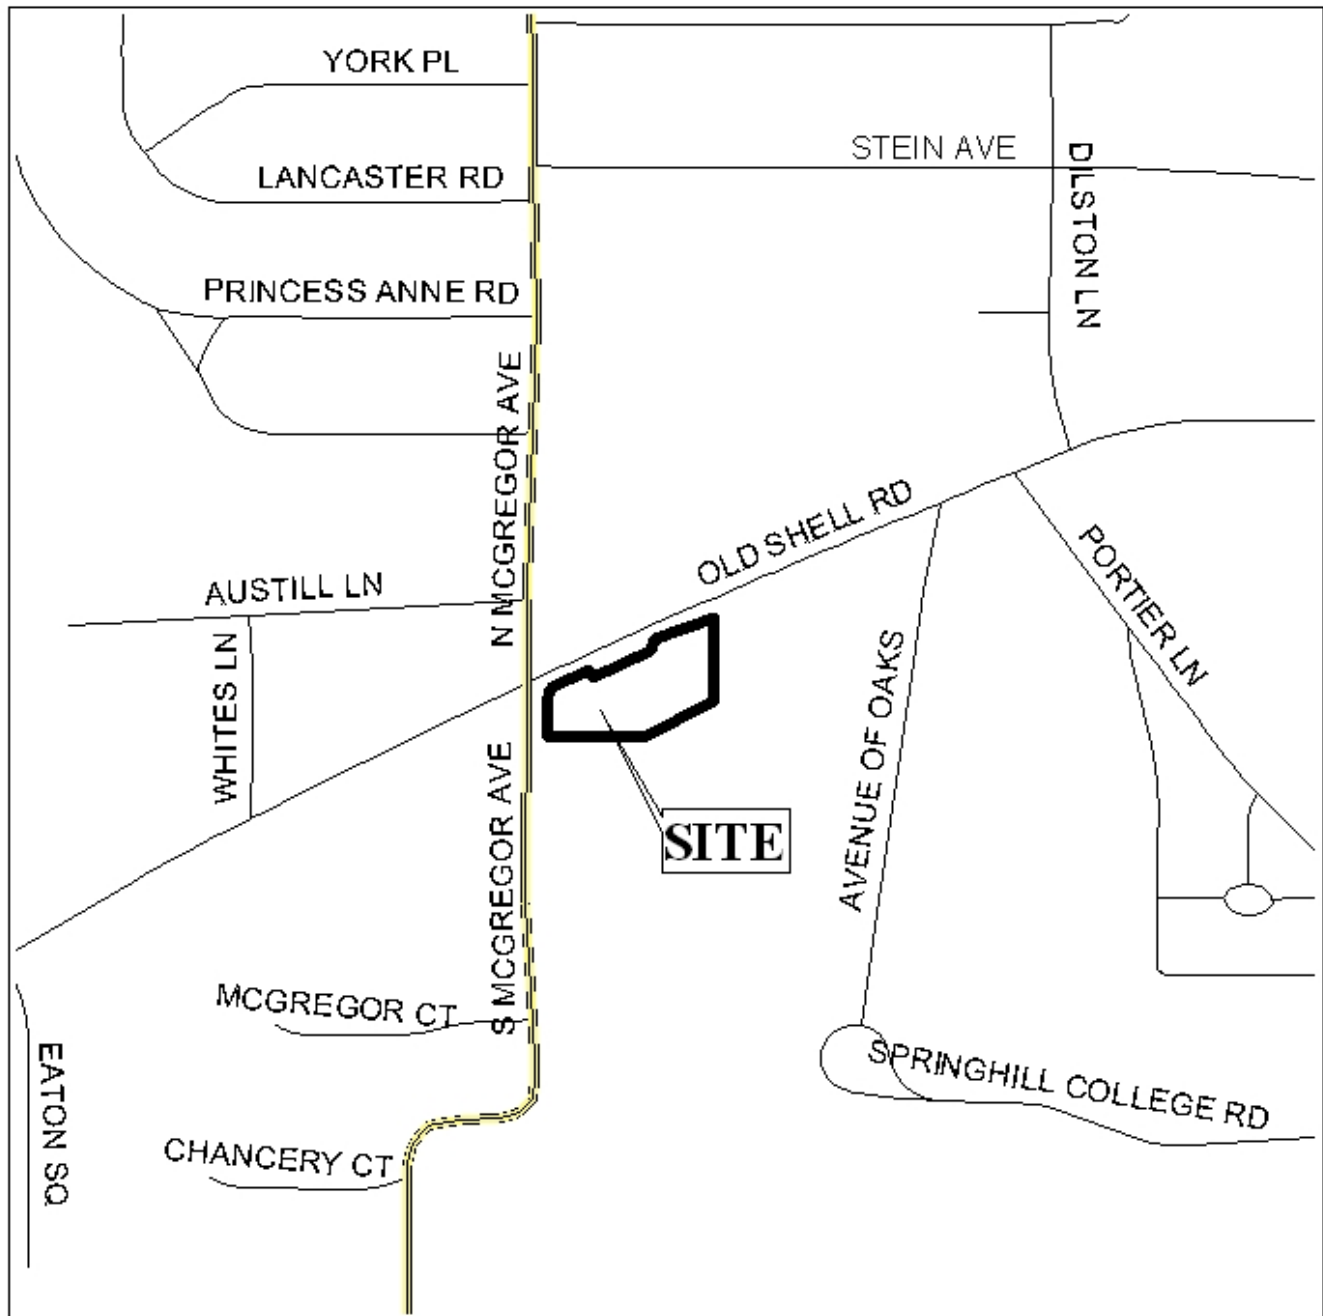 YORK PL
STEIN AVE
LANCASTER RD
DILSTON LN
PRINCESS ANNE RD
N MCGREGOR AVE
OLD SHELL RD
PORTIER LN
AUSTILL LN
WHITES LN
AVENUE OF OAKS
S MCGREGOR AVE
SITE
MCGREGOR CT
SPRINGHILL COLLEGE RD
EATON SQ
CHANCERY CT